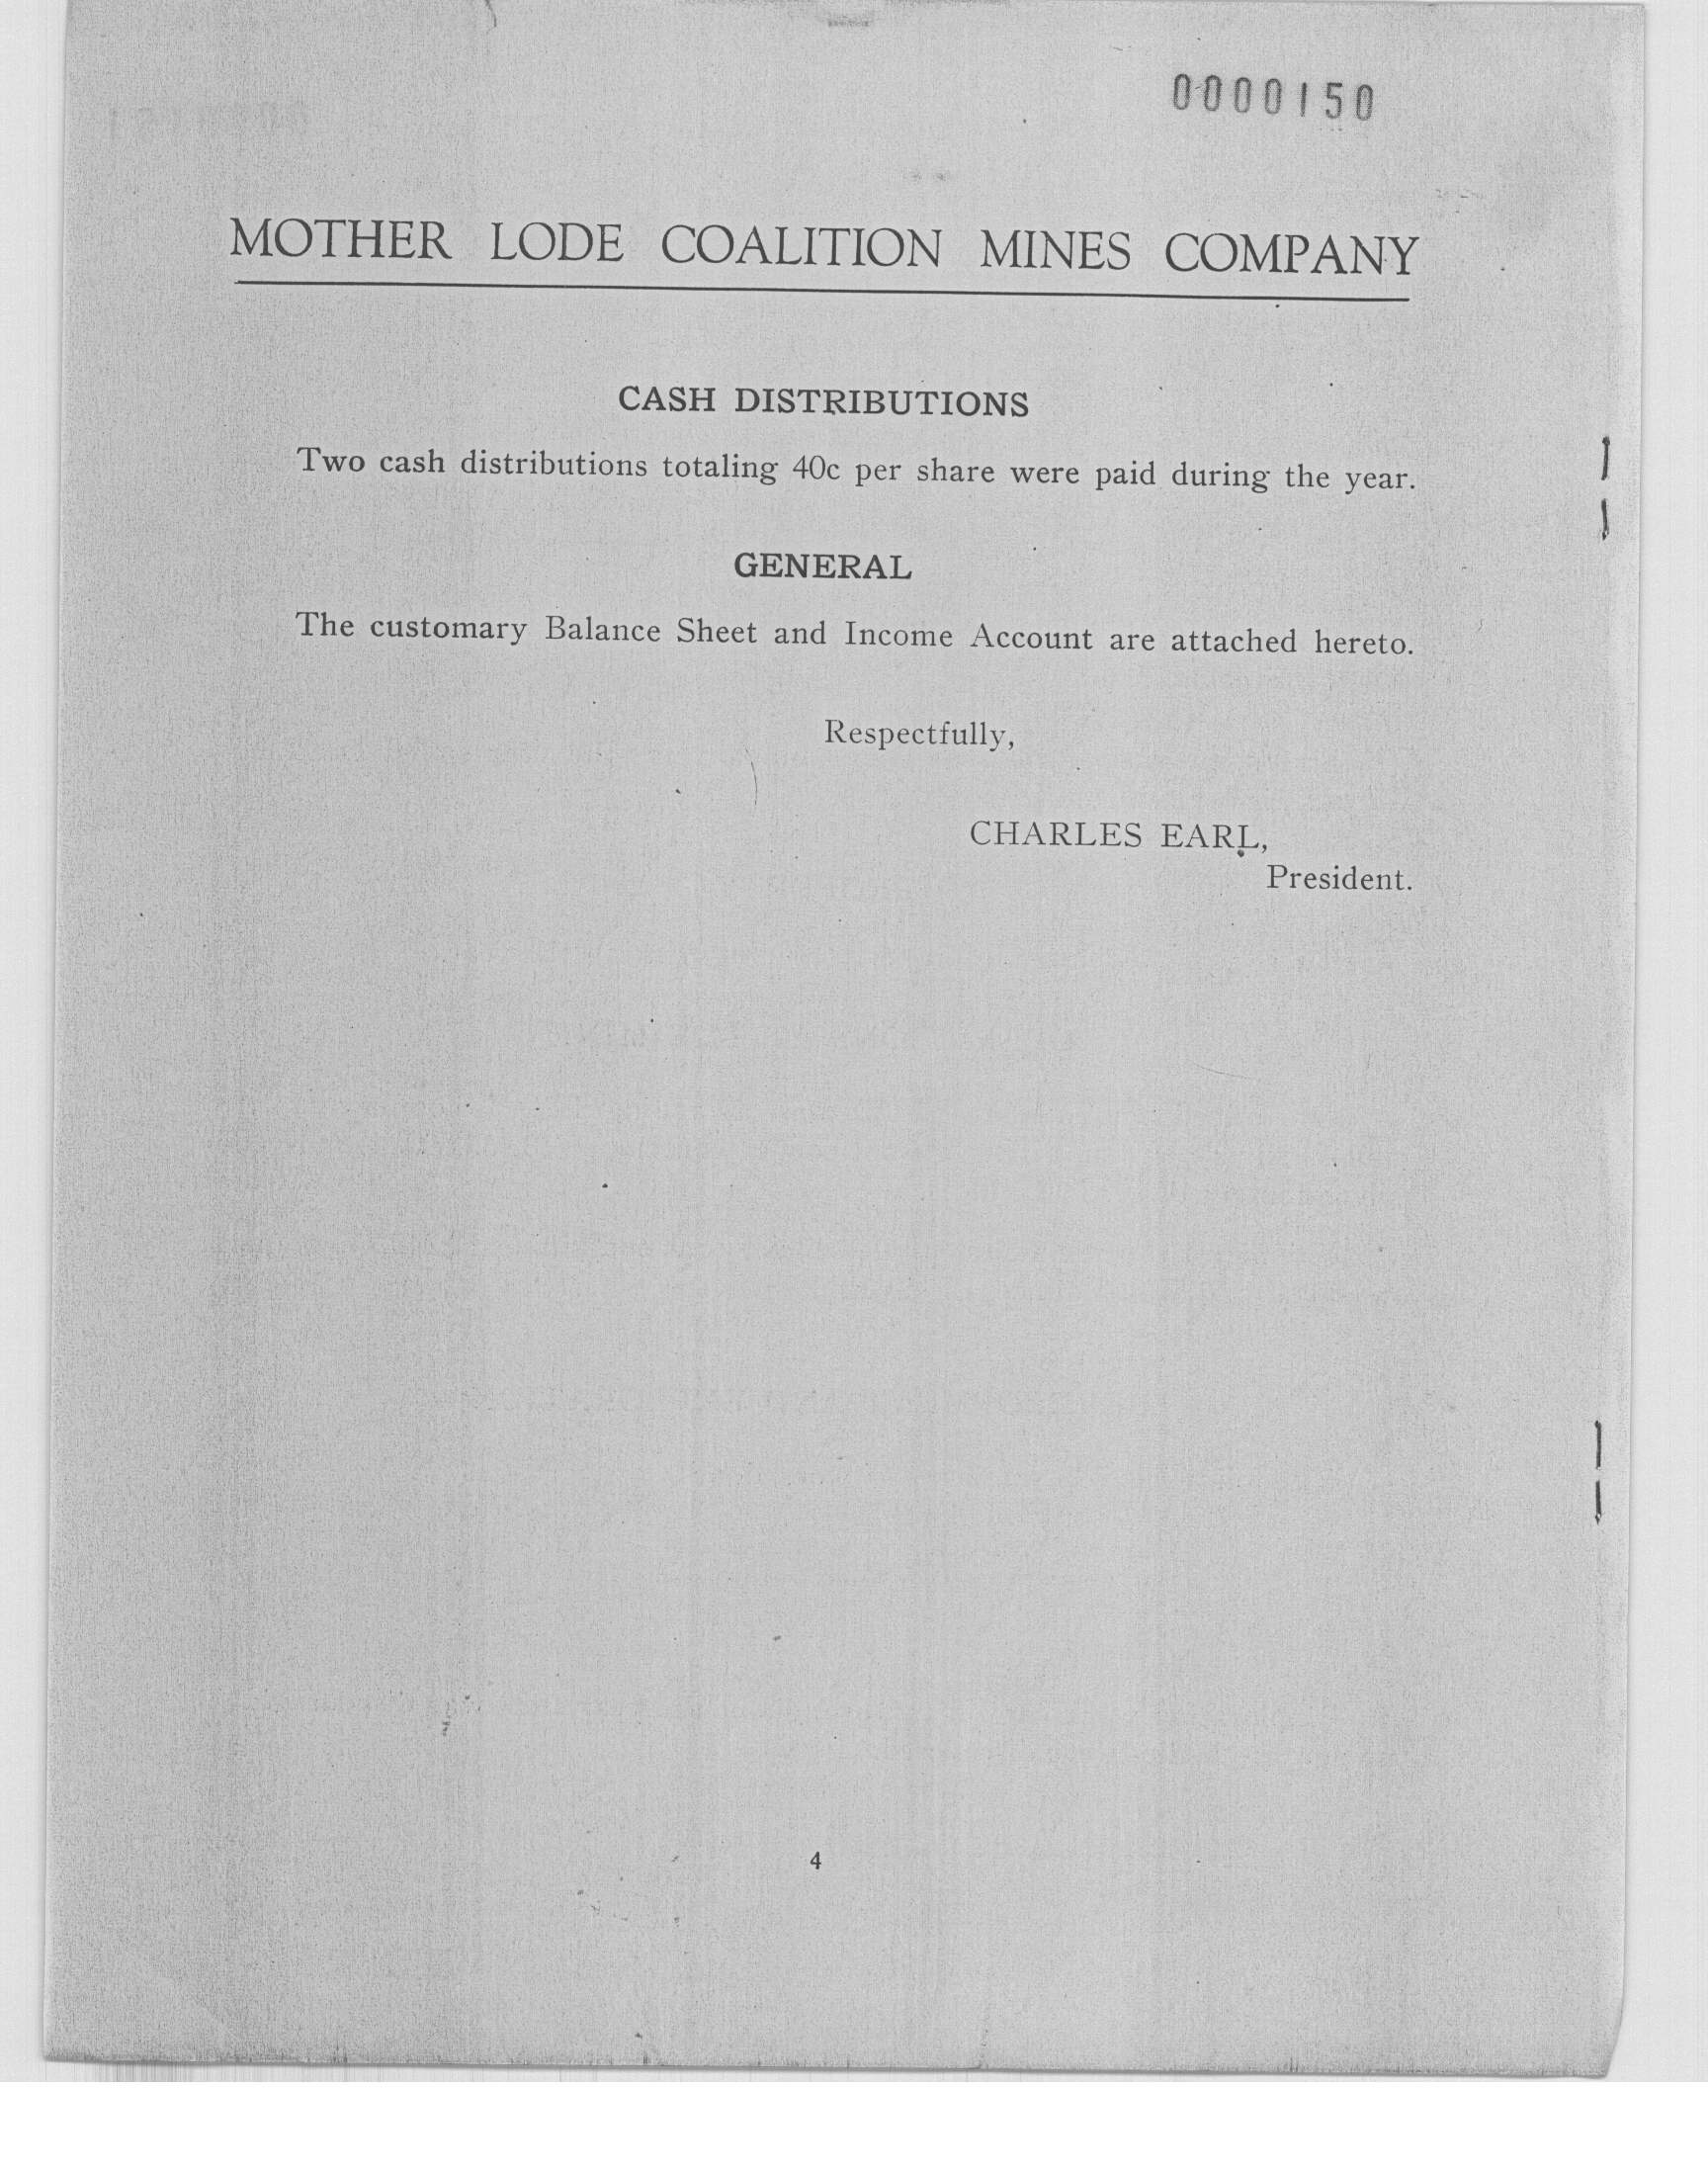 0000150
MOTHER LODE COALITION MINES COMPANY
CASH DISTRIBUTIONS
Two cash distributions totaling 40c per share were paid during the year.
GENERAL
The customary Balance Sheet and Income Account are attached hereto.
Respectfully,
CHARLES EARL,
President.
4